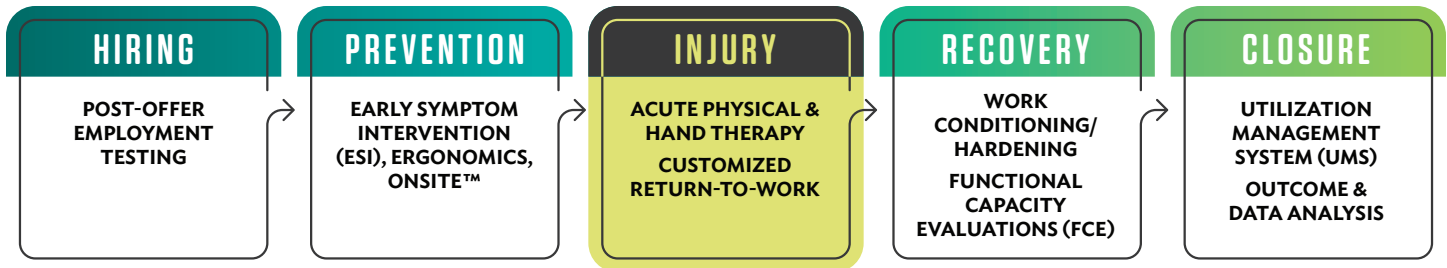 HIRING
POST-OFFER
EMPLOYMENT
TESTING
PREVENTION
EARLY SYMPTOM
INTERVENTION
(ESI), ERGONOMICS,
ONSITE™
INJURY
ACUTE PHYSICAL &
HAND THERAPY
CUSTOMIZED
RETURN-TO-WORK
RECOVERY
WORK
CONDITIONING/
HARDENING
FUNCTIONAL
CAPACITY
EVALUATIONS (FCE)
CLOSURE
UTILIZATION
MANAGEMENT
SYSTEM (UMS)
OUTCOME &
DATA ANALYSIS